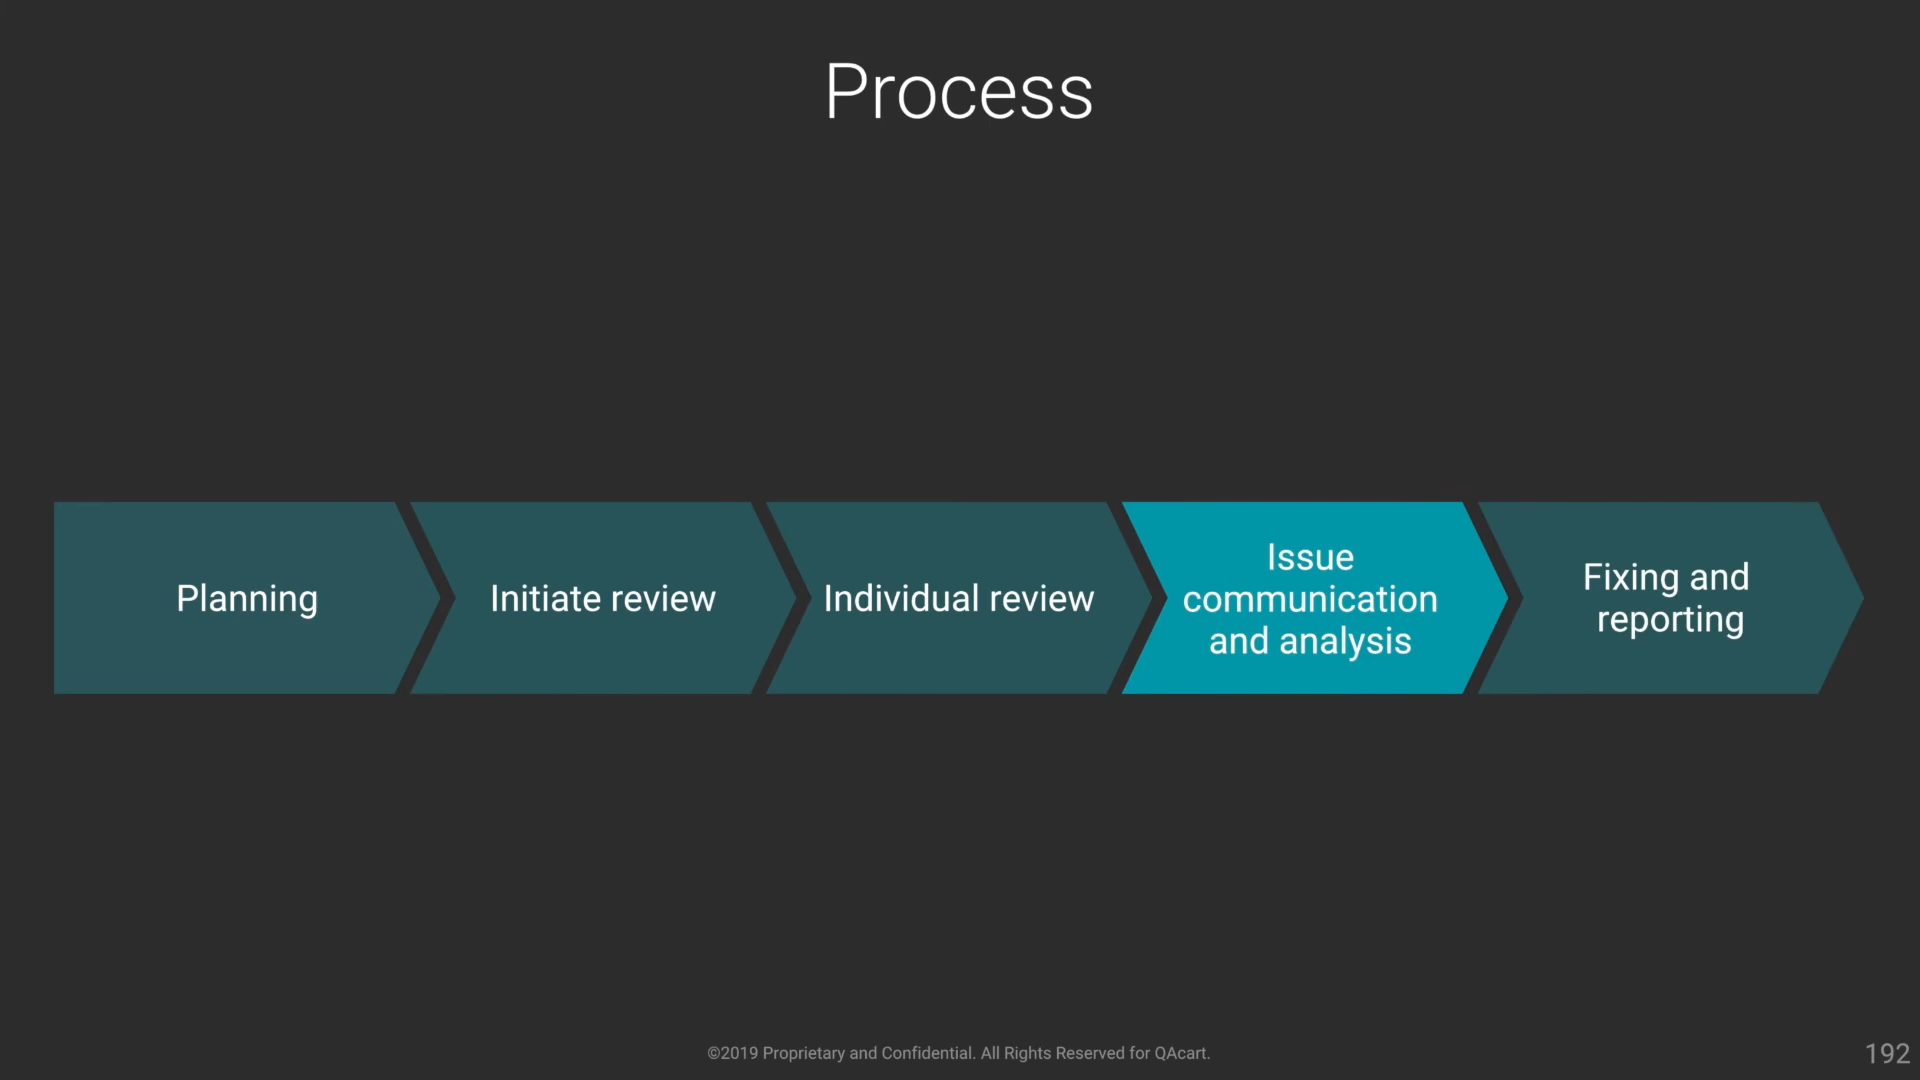 Process
Planning
Initiate review
Individual review
Issue
communication
and analysis
Fixing and
reporting
©2019 Proprietary and Confidential. All Rights Reserved for QAcart.
192